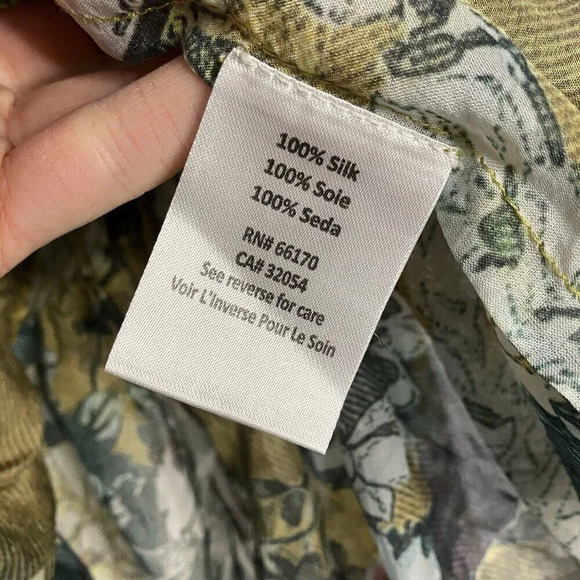 100% Silk
100% Soie
100% Seda
RN# 66170
CA# 32054
See reverse for care
Voir L'Inverse Pour Le Soin